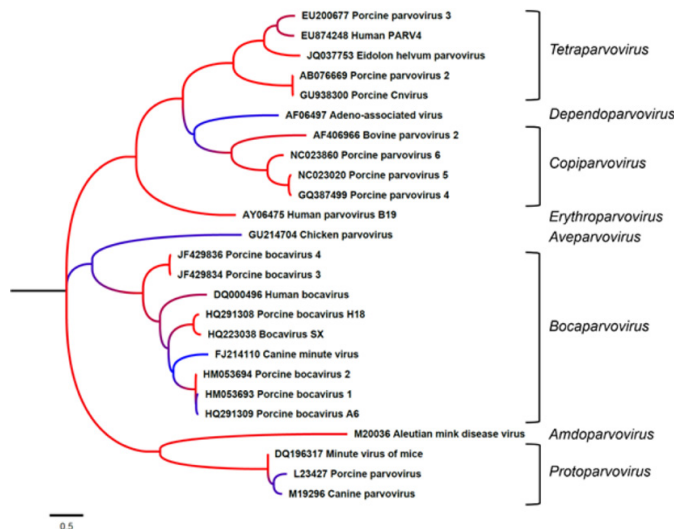 EU200677 Porcine parvovirus 3
EU874248 Human PARV4
JQ037753 Eidolon helvum parvovirus
AB076669 Porcine parvovirus 2
GU938300 Porcine Cnvirus
Tetraparvovirus
AF06497 Adeno-associated virus
Dependoparvovirus
AF406966 Bovine parvovirus 2
NC023860 Porcine parvovirus 6
NC023020 Porcine parvovirus 5
GQ387499 Porcine parvovirus 4
Copiparvovirus
AY06475 Human parvovirus B19
Erythroparvovirus
GU214704 Chicken parvovirus
Aveparvovirus
JF429836 Porcine bocavirus 4
JF429834 Porcine bocavirus 3
DQ000496 Human bocavirus
HQ291308 Porcine bocavirus H18
HQ223038 Bocavirus SX
FJ214110 Canine minute virus
HM053694 Porcine bocavirus 2
HM053693 Porcine bocavirus 1
HQ291309 Porcine bocavirus A6
Bocaparvovirus
M20036 Aleutian mink disease virus
Amdoparvovirus
DQ196317 Minute virus of mice
L23427 Porcine parvovirus
M19296 Canine parvovirus
Protoparvovirus
0.5